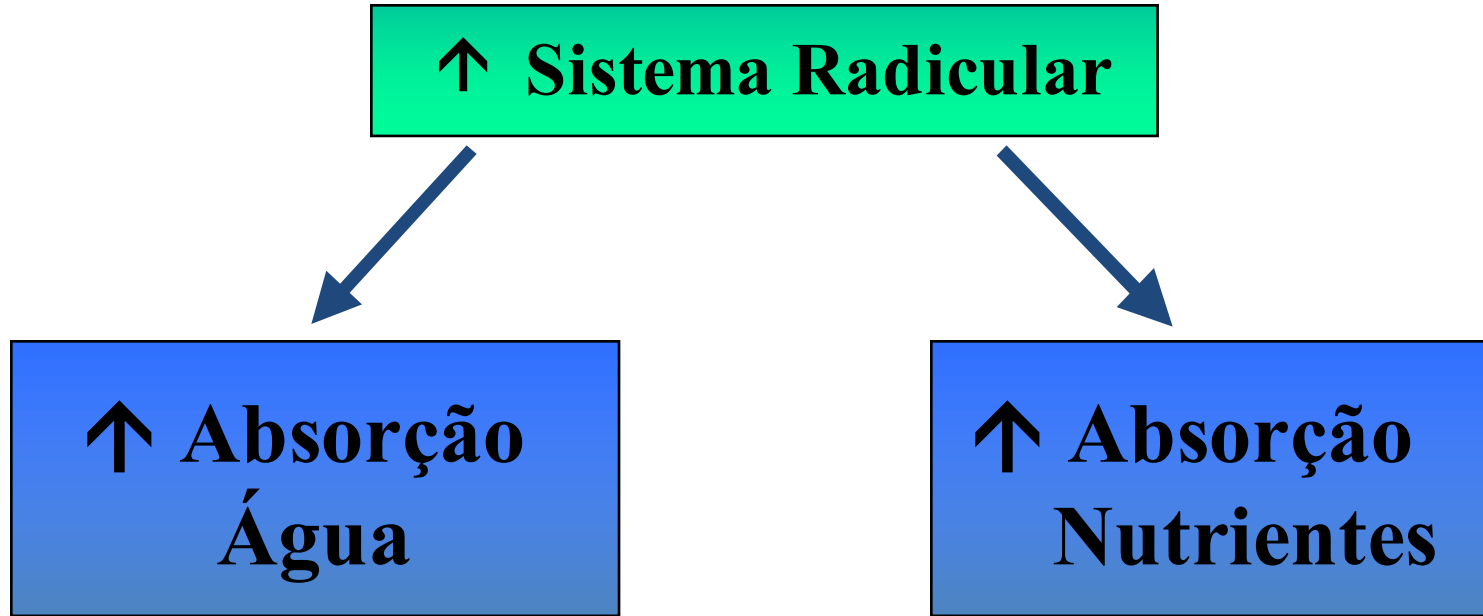 ↑ Sistema Radicular
↑ Absorção
Água
↑ Absorção
Nutrientes